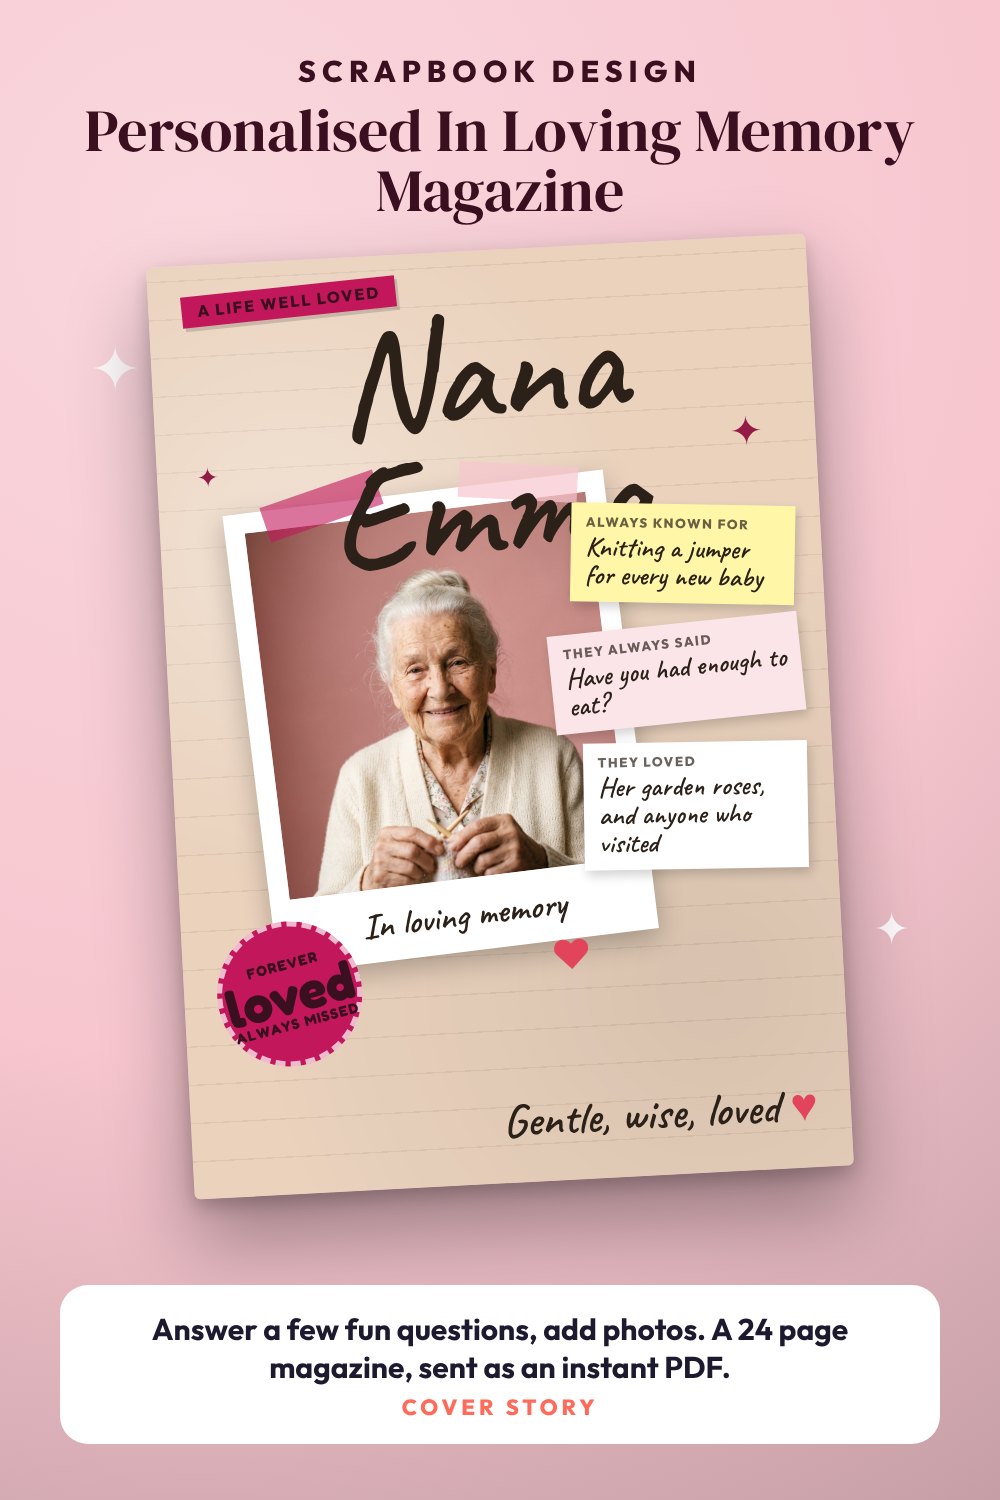 SCRAPBOOK DESIGN
Personalised In Loving Memory
Magazine
A LIFE WELL LOVED
Nana
Emma
ALWAYS KNOWN FOR
Knitting a jumper
for every new baby
THEY ALWAYS SAID
Have you had enough to
eat?
THEY LOVED
Her garden roses,
and anyone who
visited
In loving memory
FOREVER
loved
ALWAYS MISSED
Gentle, wise, loved
Answer a few fun questions, add photos. A 24 page
magazine, sent as an instant PDF.
COVER STORY